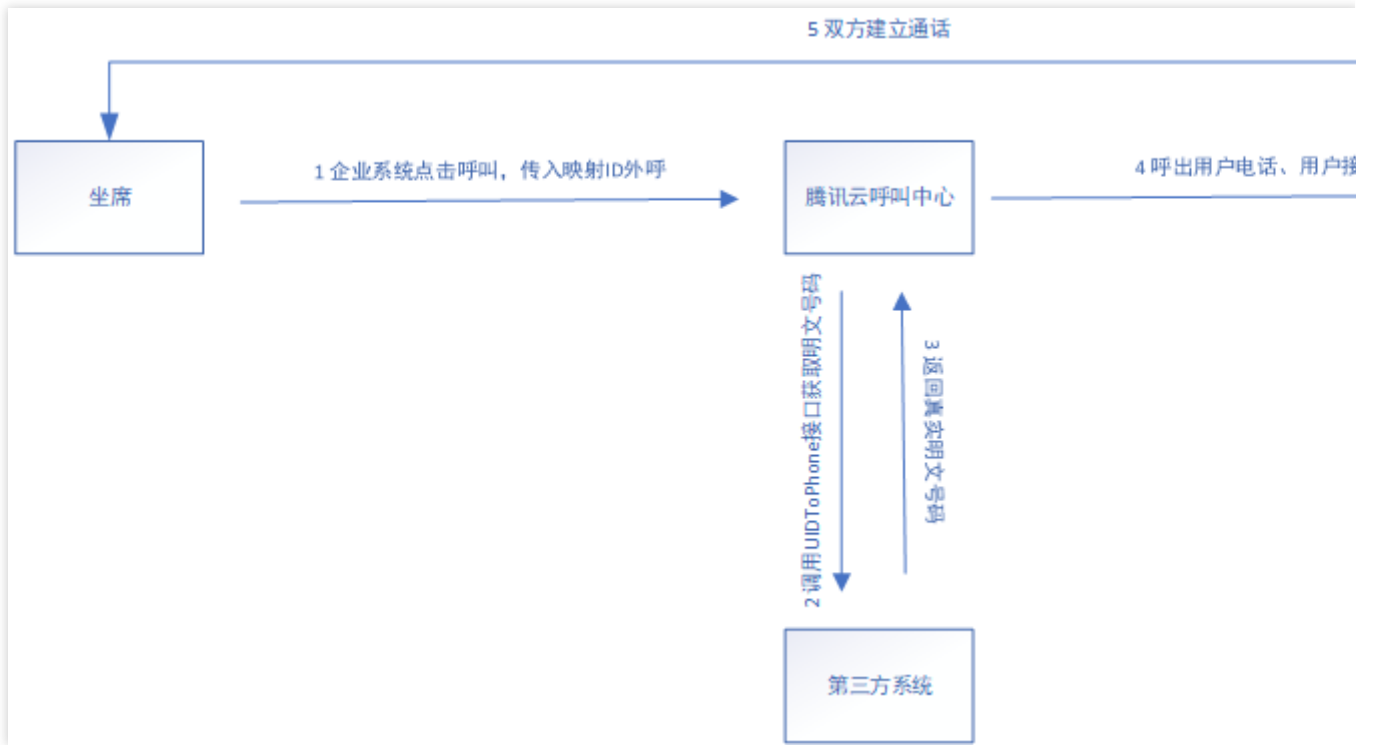 5 双方建立通话
1 企业系统点击呼叫，传入映射ID外呼
4 呼出用户电话、用户接
坐席
腾讯云呼叫中心
2 调用UIDToPhone接口获取明文号码
3 返回真实明文号码
第三方系统